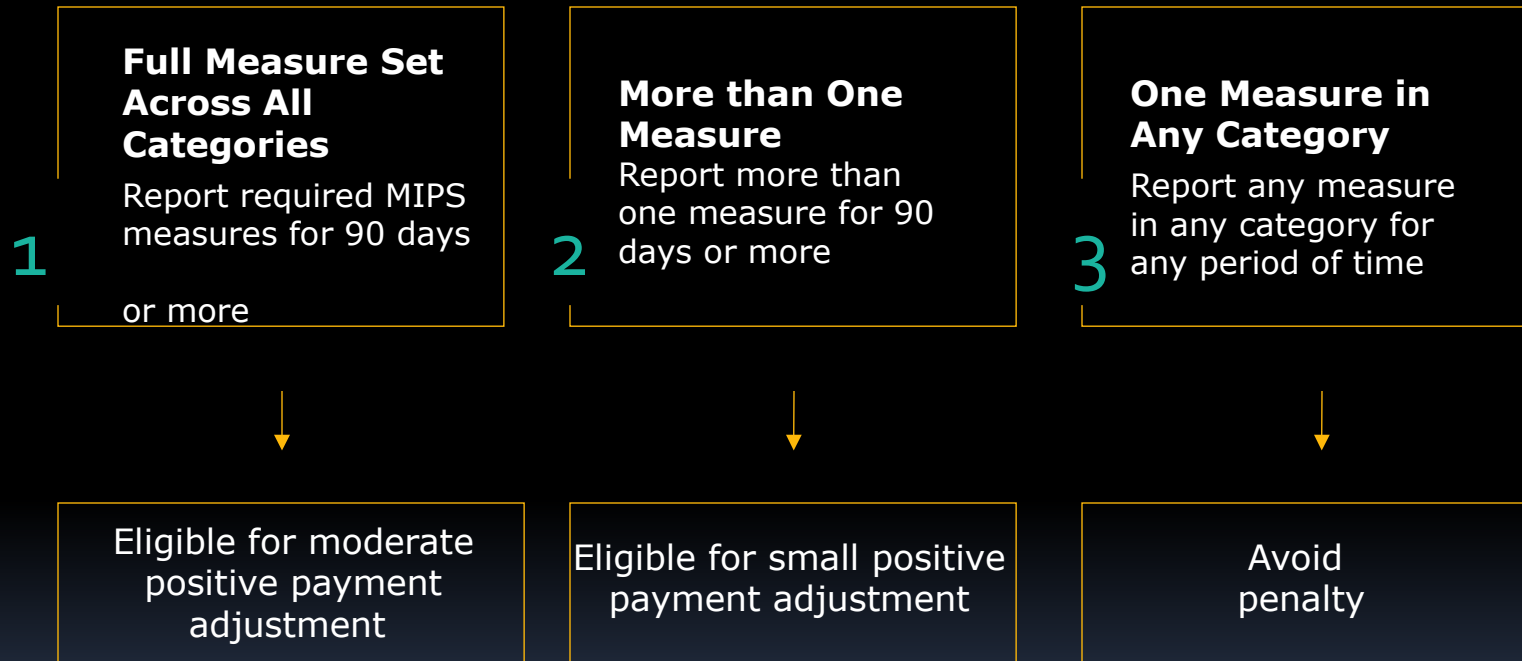 1
Full Measure Set
Across All
Categories
Report required MIPS
measures for 90 days
or more
2
More than One
Measure
Report more than
one measure for 90
days or more
3
One Measure in
Any Category
Report any measure
in any category for
any period of time
Eligible for moderate
positive payment
adjustment
Eligible for small positive
payment adjustment
Avoid
penalty